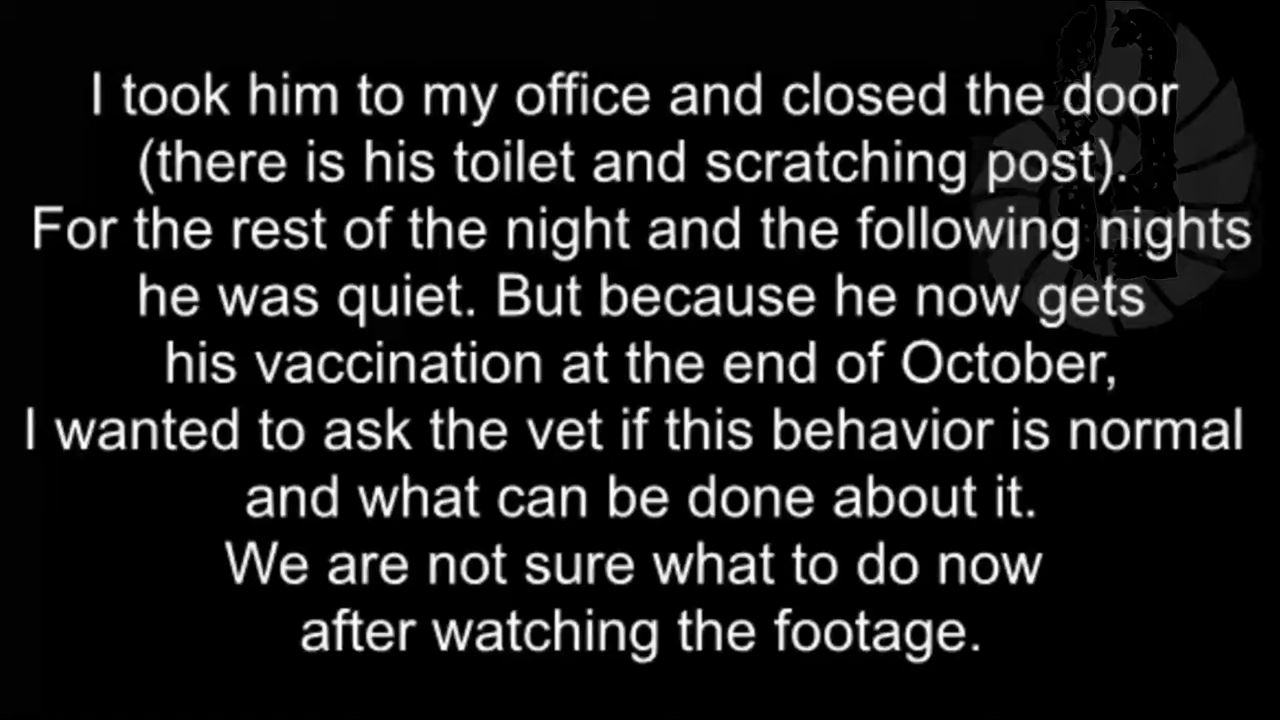 I took him to my office and closed the door
(there is his toilet and scratching post).
For the rest of the night and the following nights
he was quiet. But because he now gets
his vaccination at the end of October,
I wanted to ask the vet if this behavior is normal
and what can be done about it.
We are not sure what to do now
after watching the footage.